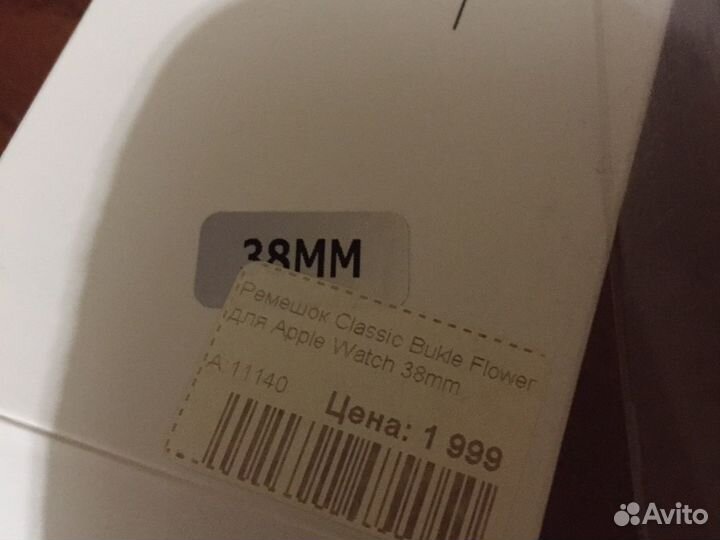 38MM
Ремешок Classic Bukle Flower
для Apple Watch 38mm
А:11140
Цена: 1 999
Avito